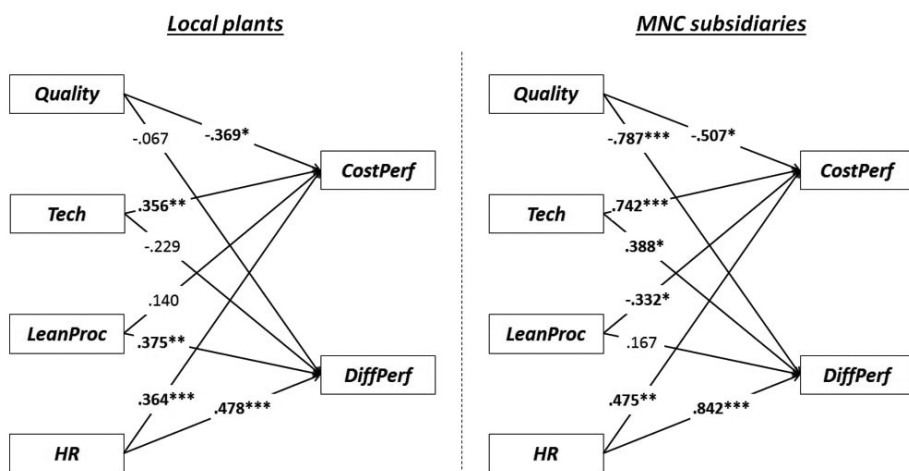 Local plants
Quality
-.067
-.369*
CostPerf
.356**
Tech
-.229
.140
LeanProc
.375**
DiffPerf
.364***
.478***
HR
MNC subsidiaries
Quality
-.787***
-.507*
CostPerf
.742***
Tech
.388*
-.332*
LeanProc
.167
DiffPerf
.475**
.842***
HR